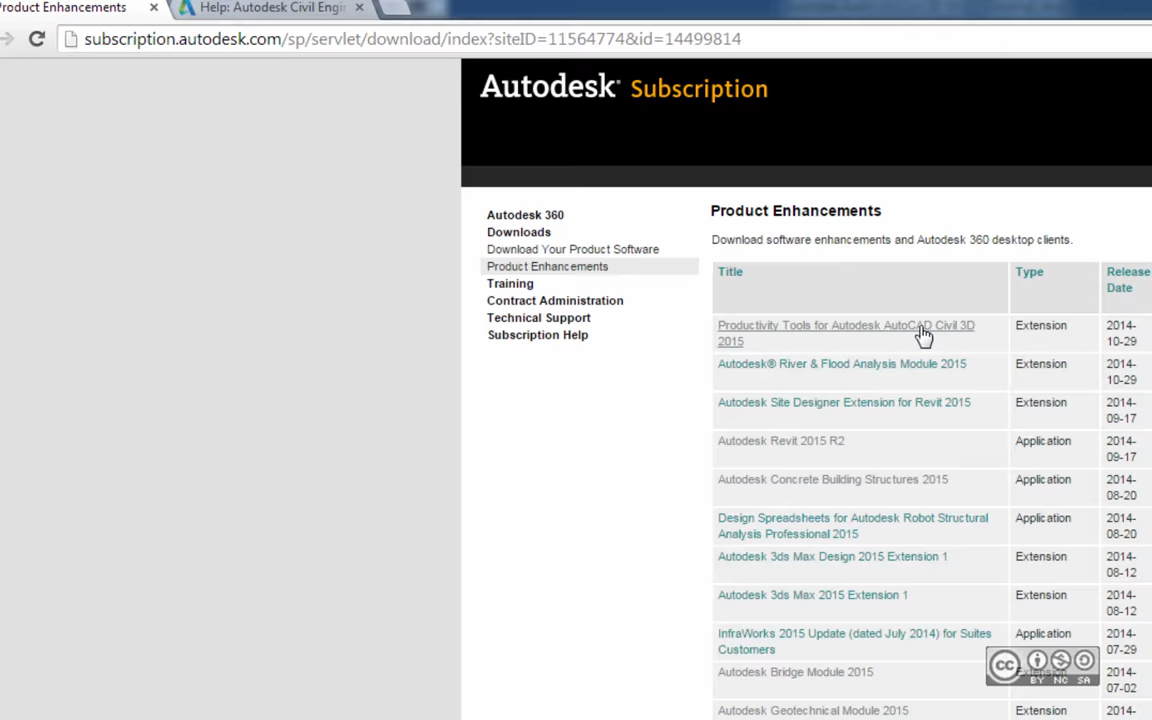 Product Enhancements
Help: Autodesk Civil Engin
subscription.autodesk.com/sp/servlet/download/index?siteID=11564774&id=14499814
Autodesk® Subscription
Autodesk 360
Downloads
Download Your Product Software
Product Enhancements
Training
Contract Administration
Technical Support
Subscription Help
Product Enhancements
Download software enhancements and Autodesk 360 desktop clients.
Title Type Release
Date
Productivity Tools for Autodesk AutoCAD Civil 3D Extension 2014-
2015 10-29
Autodesk® River & Flood Analysis Module 2015 Extension 2014-
10-29
Autodesk Site Designer Extension for Revit 2015 Extension 2014-
09-17
Autodesk Revit 2015 R2 Application 2014-
09-17
Autodesk Concrete Building Structures 2015 Application 2014-
08-20
Design Spreadsheets for Autodesk Robot Structural Application 2014-
Analysis Professional 2015 08-20
Autodesk 3ds Max Design 2015 Extension 1 Extension 2014-
08-12
Autodesk 3ds Max 2015 Extension 1 Extension 2014-
08-12
InfraWorks 2015 Update (dated July 2014) for Suites Application 2014-
Customers 07-29
Autodesk Bridge Module 2015 Extension 2014-
07-02
Autodesk Geotechnical Module 2015 Extension 2014-
cc
BY NC SA